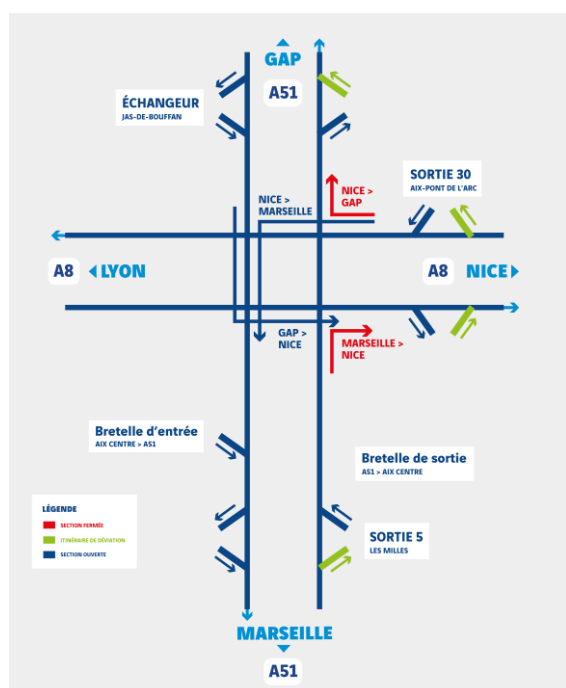 GAP
A51
ÉCHANGEUR
JAS-DE-BOUFFAN
SORTIE 30
AIX-PONT DE L'ARC
NICE >
GAP
NICE >
MARSEILLE
A8
LYON
A8
NICE
GAP >
NICE
MARSEILLE >
NICE
Bretelle d'entrée
AIX CENTRE > A51
Bretelle de sortie
A51 > AIX CENTRE
LÉGENDE
SECTION FERMÉE
ITINÉRAIRE DE DÉVIATION
SECTION OUVERTE
SORTIE 5
LES MILLES
MARSEILLE
A51